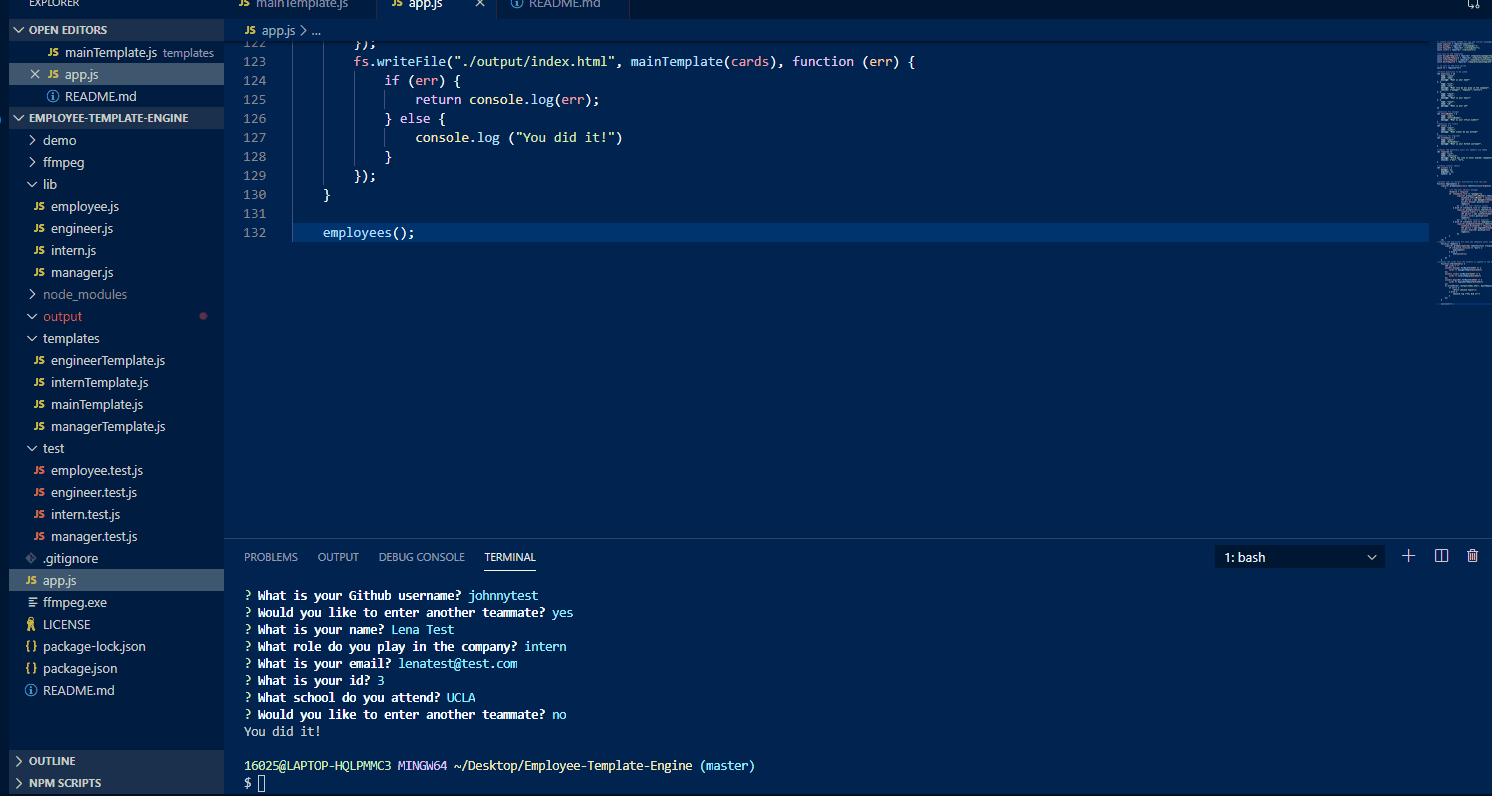 EXPLORER
JS mainTemplate.js
JS app.js
README.md
OPEN EDITORS
JS mainTemplate.js templates
JS app.js
README.md
EMPLOYEE-TEMPLATE-ENGINE
demo
ffmpeg
lib
JS employee.js
JS engineer.js
JS intern.js
JS manager.js
node_modules
output
templates
JS engineerTemplate.js
JS internTemplate.js
JS mainTemplate.js
JS managerTemplate.js
test
JS employee.test.js
JS engineer.test.js
JS intern.test.js
JS manager.test.js
.gitignore
JS app.js
ffmpeg.exe
LICENSE
{} package-lock.json
{} package.json
README.md
OUTLINE
NPM SCRIPTS
JS app.js > ...
122 });
123 fs.writeFile("./output/index.html", mainTemplate(cards), function (err) {
124 if (err) {
125 return console.log(err);
126 } else {
127 console.log ("You did it!")
128 }
129 });
130 }
131
132 employees();
PROBLEMS OUTPUT DEBUG CONSOLE TERMINAL
1: bash
? What is your Github username? johnnytest
? Would you like to enter another teammate? yes
? What is your name? Lena Test
? What role do you play in the company? intern
? What is your email? lenatest@test.com
? What is your id? 3
? What school do you attend? UCLA
? Would you like to enter another teammate? no
You did it!
16025@LAPTOP-HQLPMMC3 MINGW64 ~/Desktop/Employee-Template-Engine (master)
$